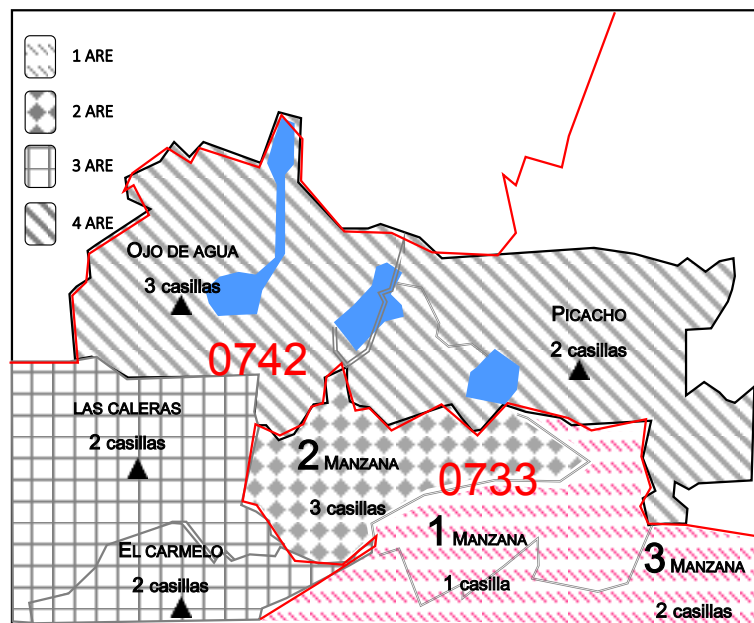 1 ARE
2 ARE
3 ARE
4 ARE
OJO DE AGUA
3 casillas
PICACHO
2 casillas
0742
LAS CALERAS
2 casillas
2 MANZANA
3 casillas
0733
1 MANZANA
1 casilla
EL CARMELO
2 casillas
3 MANZANA
2 casillas